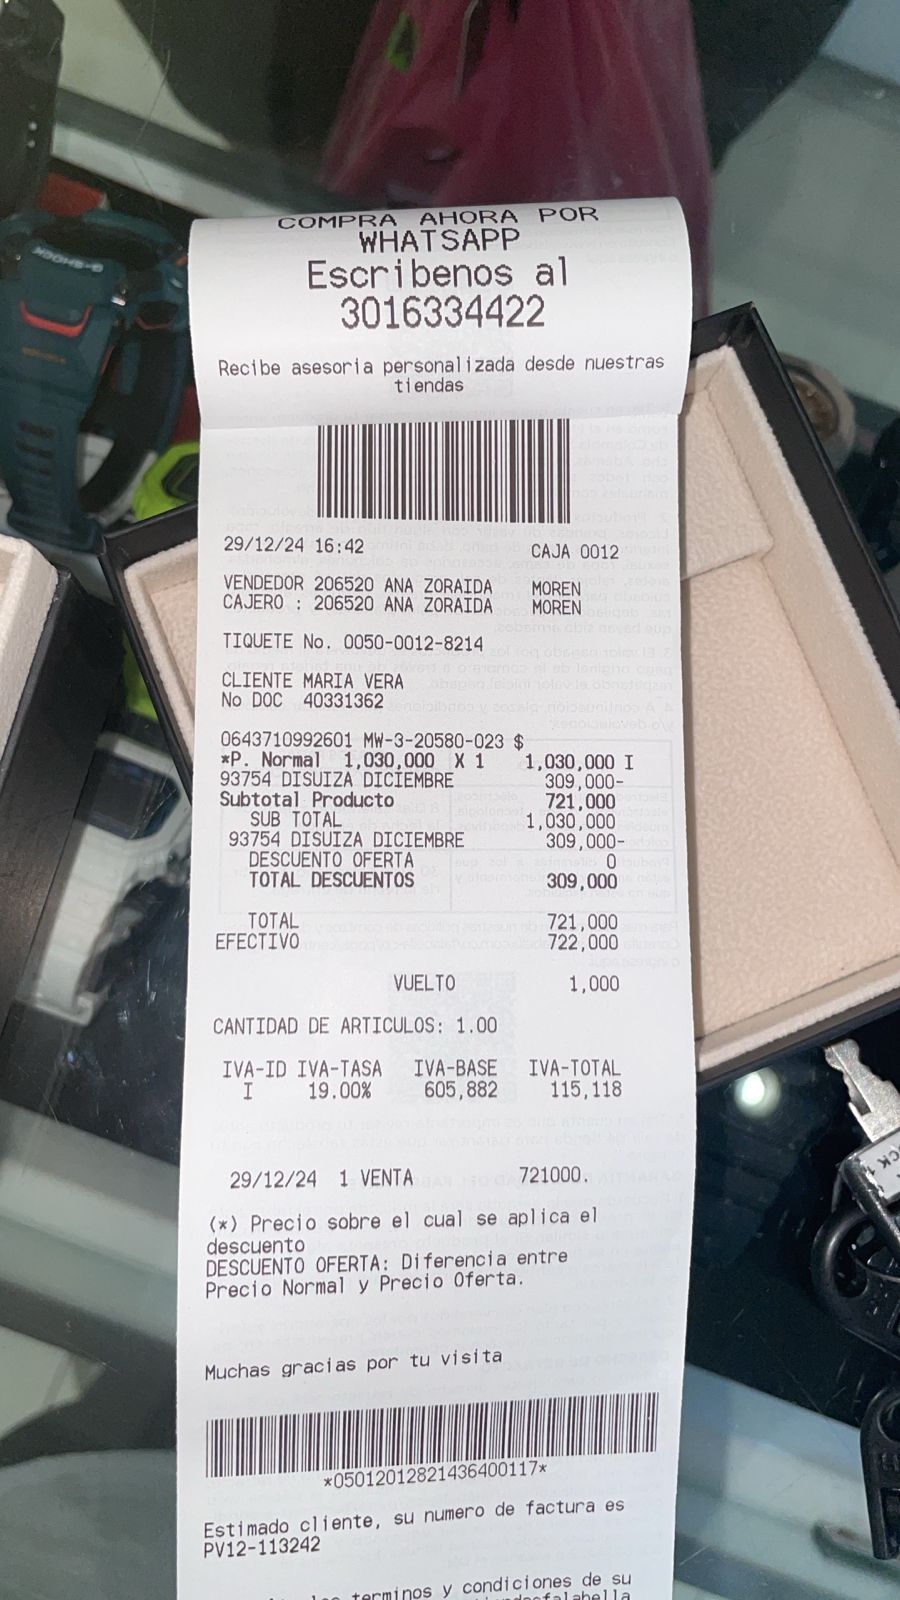 COMPRA AHORA POR
WHATSAPP
Escribenos al
3016334422
Recibe asesoria personalizada desde nuestras
tiendas
29/12/24 16:42 CAJA 0012
VENDEDOR 206520 ANA ZORAIDA MOREN
CAJERO : 206520 ANA ZORAIDA MOREN
TIQUETE No. 0050-0012-8214
CLIENTE MARIA VERA
No DOC 40331362
0643710992601 MW-3-20580-023 $
*P. Normal 1,030,000 X 1 1,030,000 I
93754 DISUIZA DICIEMBRE 309,000-
Subtotal Producto 721,000
SUB TOTAL 1,030,000
93754 DISUIZA DICIEMBRE 309,000-
DESCUENTO OFERTA 0
TOTAL DESCUENTOS 309,000
TOTAL 721,000
EFECTIVO 722,000
VUELTO 1,000
CANTIDAD DE ARTICULOS: 1.00
IVA-ID IVA-TASA IVA-BASE IVA-TOTAL
I 19.00% 605,882 115,118
29/12/24 1 VENTA 721000.
(*) Precio sobre el cual se aplica el
descuento
DESCUENTO OFERTA: Diferencia entre
Precio Normal y Precio Oferta.
Muchas gracias por tu visita
*05012012821436400117*
Estimado cliente, su numero de factura es
PV12-113242
terminos y condiciones de su
G-SHOCK